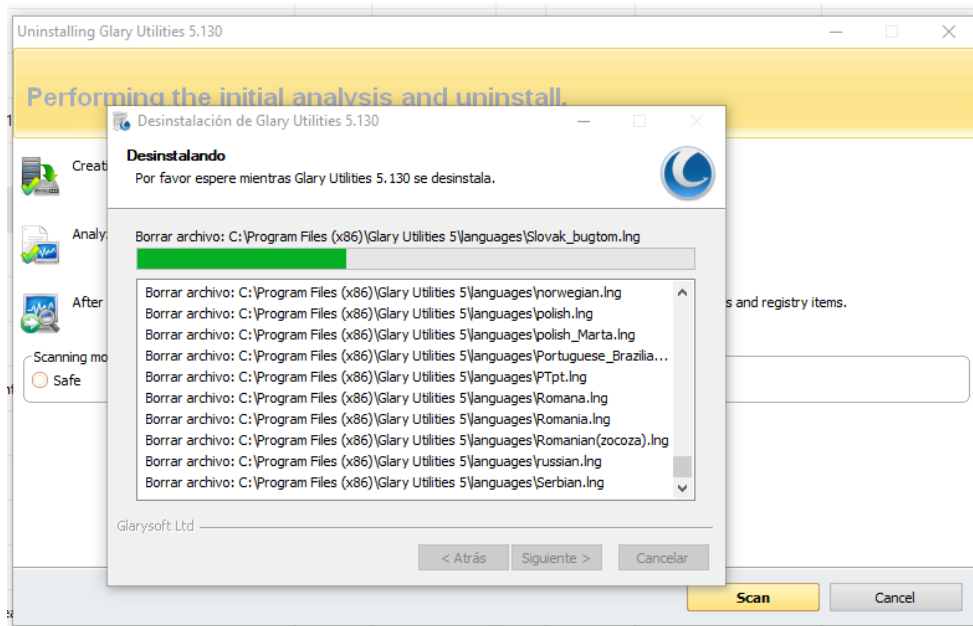 Uninstalling Glary Utilities 5.130
Performing the initial analysis and uninstall.
Desinstalación de Glary Utilities 5.130
Desinstalando
Por favor espere mientras Glary Utilities 5.130 se desinstala.
Creati
Analy
Borrar archivo: C:\Program Files (x86)\Glary Utilities 5\languages\Slovak_bugtom.lng
Borrar archivo: C:\Program Files (x86)\Glary Utilities 5\languages\norwegian.lng
After
s and registry items.
Borrar archivo: C:\Program Files (x86)\Glary Utilities 5\languages\polish.lng
Borrar archivo: C:\Program Files (x86)\Glary Utilities 5\languages\polish_Marta.lng
Borrar archivo: C:\Program Files (x86)\Glary Utilities 5\languages\Portuguese_Brazilia...
Scanning mo
Borrar archivo: C:\Program Files (x86)\Glary Utilities 5\languages\PTpt.lng
Safe
Borrar archivo: C:\Program Files (x86)\Glary Utilities 5\languages\Romana.lng
Borrar archivo: C:\Program Files (x86)\Glary Utilities 5\languages\Romania.lng
Borrar archivo: C:\Program Files (x86)\Glary Utilities 5\languages\Romanian(zocoza).lng
Borrar archivo: C:\Program Files (x86)\Glary Utilities 5\languages\russian.lng
Borrar archivo: C:\Program Files (x86)\Glary Utilities 5\languages\Serbian.lng
Glarysoft Ltd
< Atrás
Siguiente >
Cancelar
Scan
Cancel